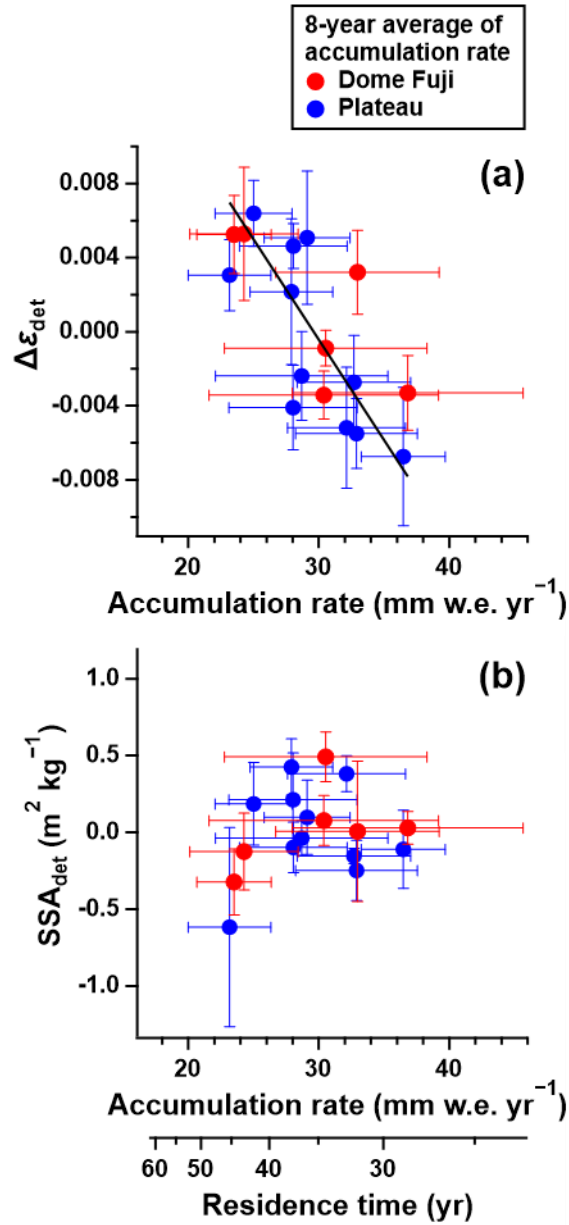 8-year average of
accumulation rate
Dome Fuji
Plateau
(a)
0.008
0.004
0.000
-0.004
-0.008
Δε_det
20 30 40
Accumulation rate (mm w.e. yr⁻¹)
(b)
1.0
0.5
0.0
-0.5
-1.0
SSA_det (m² kg⁻¹)
20 30 40
Accumulation rate (mm w.e. yr⁻¹)
60 50 40 30
Residence time (yr)